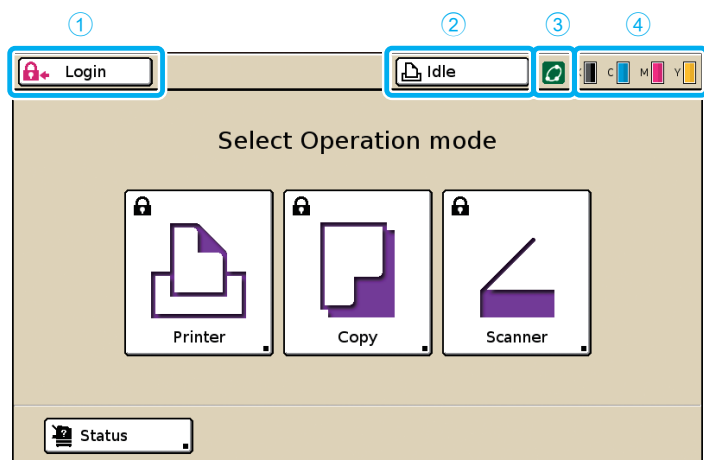 ① ② ③ ④
Login Idle C M Y
Select Operation mode
Printer Copy Scanner
Status